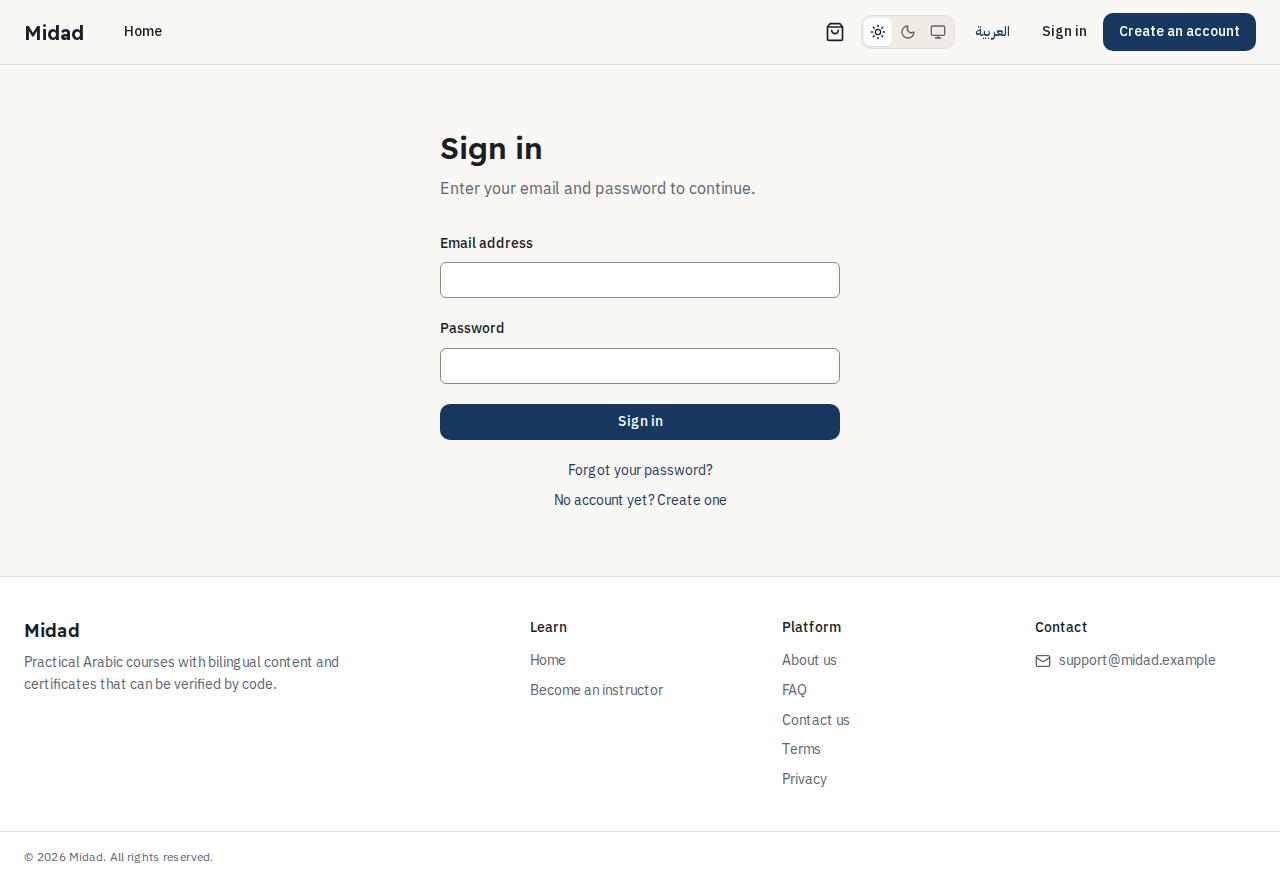 Midad
Home
العربية
Sign in
Create an account
Sign in
Enter your email and password to continue.
Email address
Password
Sign in
Forgot your password?
No account yet? Create one
Midad
Practical Arabic courses with bilingual content and
certificates that can be verified by code.
Learn
Home
Become an instructor
Platform
About us
FAQ
Contact us
Terms
Privacy
Contact
support@midad.example
© 2026 Midad. All rights reserved.